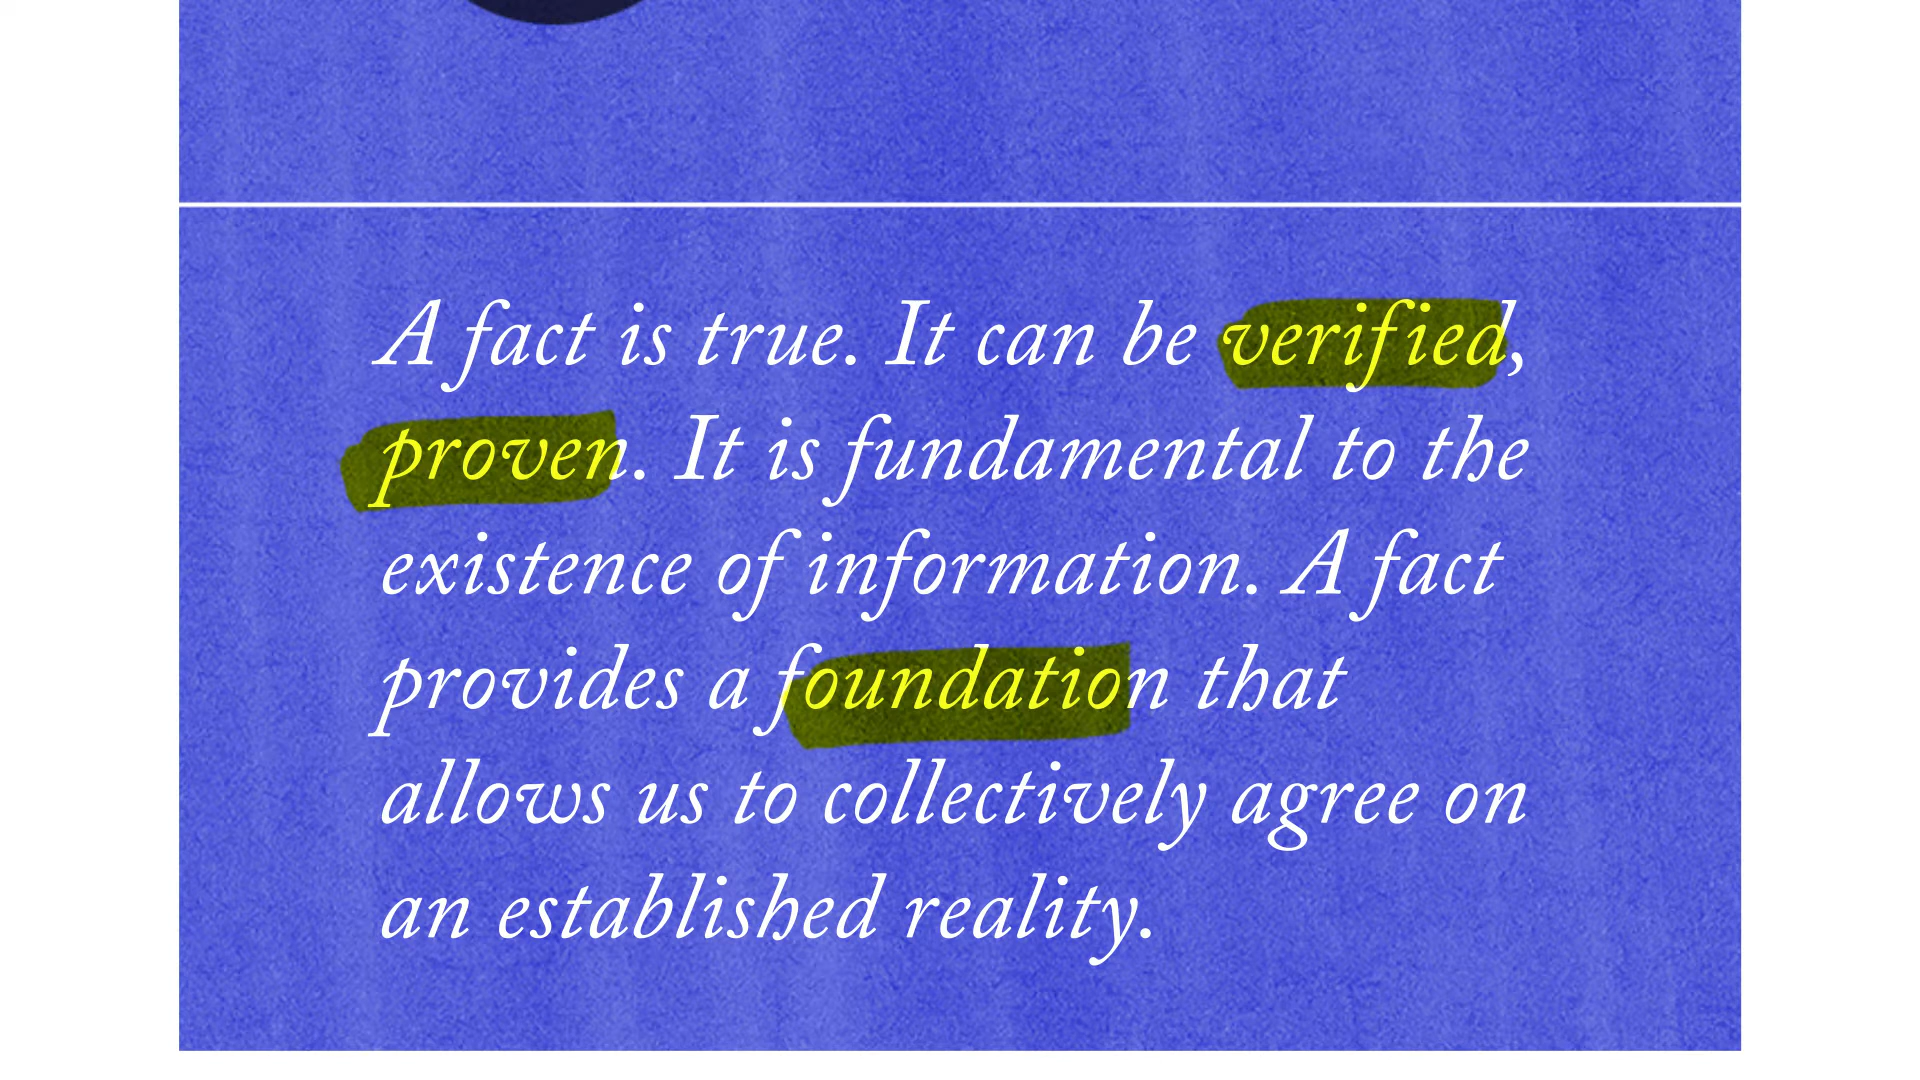 A fact is true. It can be verified,
proven. It is fundamental to the
existence of information. A fact
provides a foundation that
allows us to collectively agree on
an established reality.